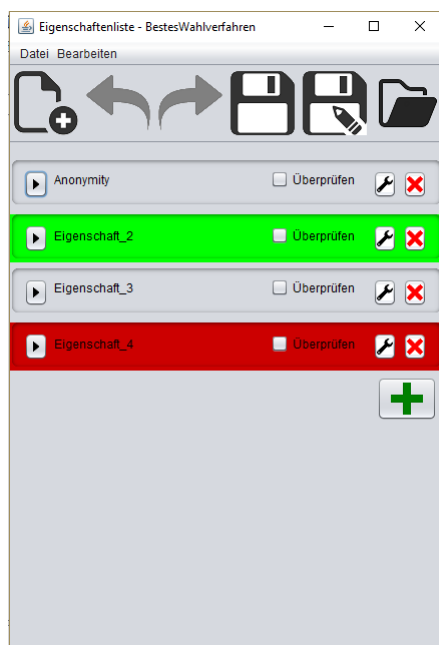 Eigenschaftenliste - BestesWahlverfahren
Datei Bearbeiten
Anonymity Überprüfen
Eigenschaft_2 Überprüfen
Eigenschaft_3 Überprüfen
Eigenschaft_4 Überprüfen